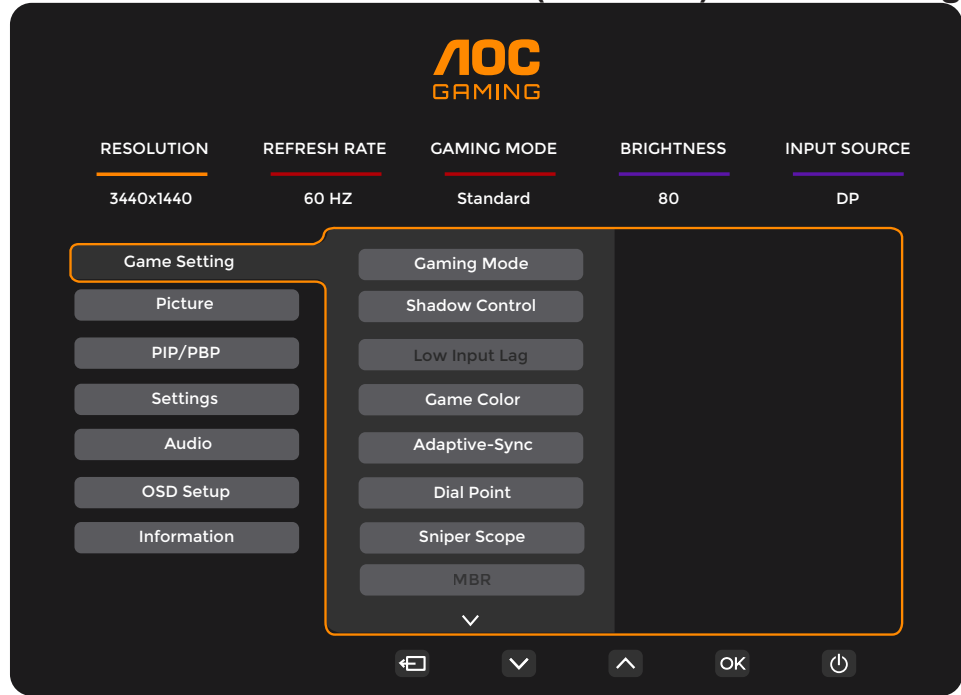 AOC
GAMING
RESOLUTION REFRESH RATE GAMING MODE BRIGHTNESS INPUT SOURCE
3440x1440 60 HZ Standard 80 DP
Game Setting
Picture
PIP/PBP
Settings
Audio
OSD Setup
Information
Gaming Mode
Shadow Control
Low Input Lag
Game Color
Adaptive-Sync
Dial Point
Sniper Scope
MBR
OK